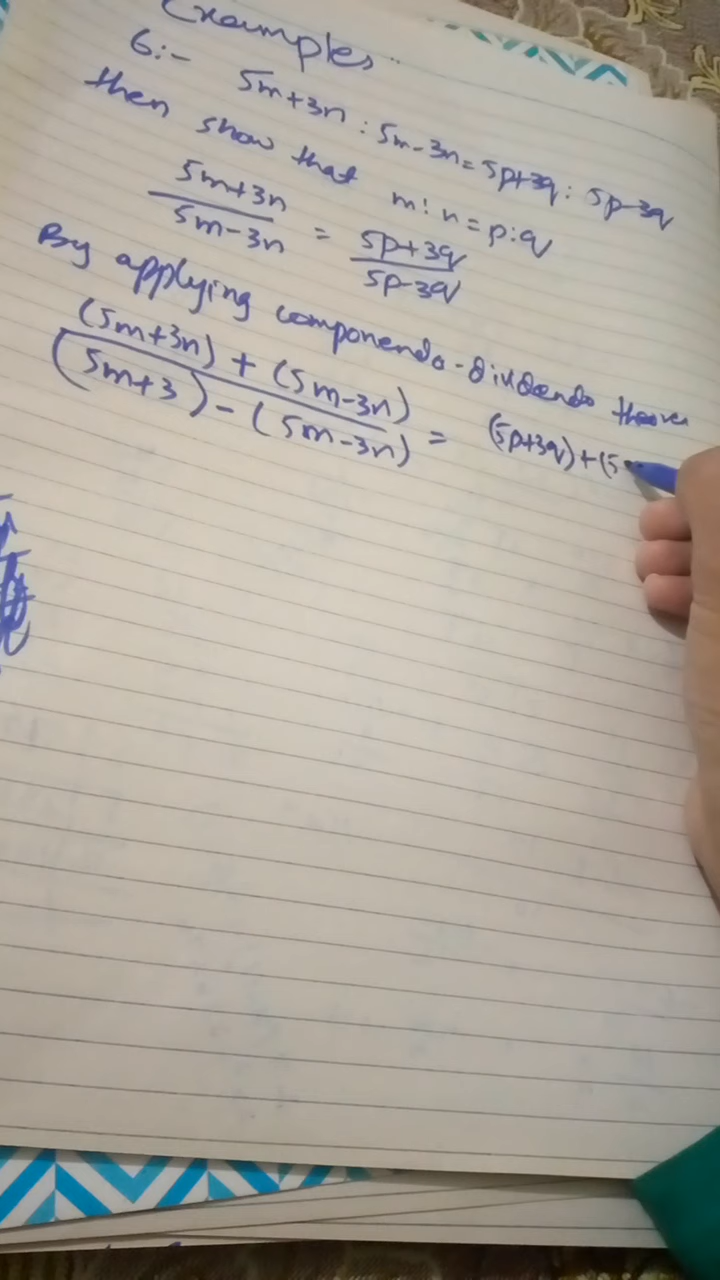 Examples
6:- 5m+3n : 5m-3n = 5p+3q : 5p-3q
then show that m:n = p:q
5m+3n / 5m-3n = 5p+3q / 5p-3q
By applying componendo-dividendo theorem
(5m+3n) + (5m-3n) / (5m+3 ) - (5m-3n) = (5p+3q)+(5